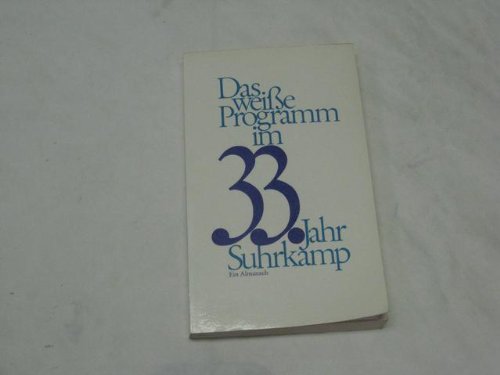 Das
weiße
Programm
im
33. Jahr
Suhrkamp
Ein Almanach